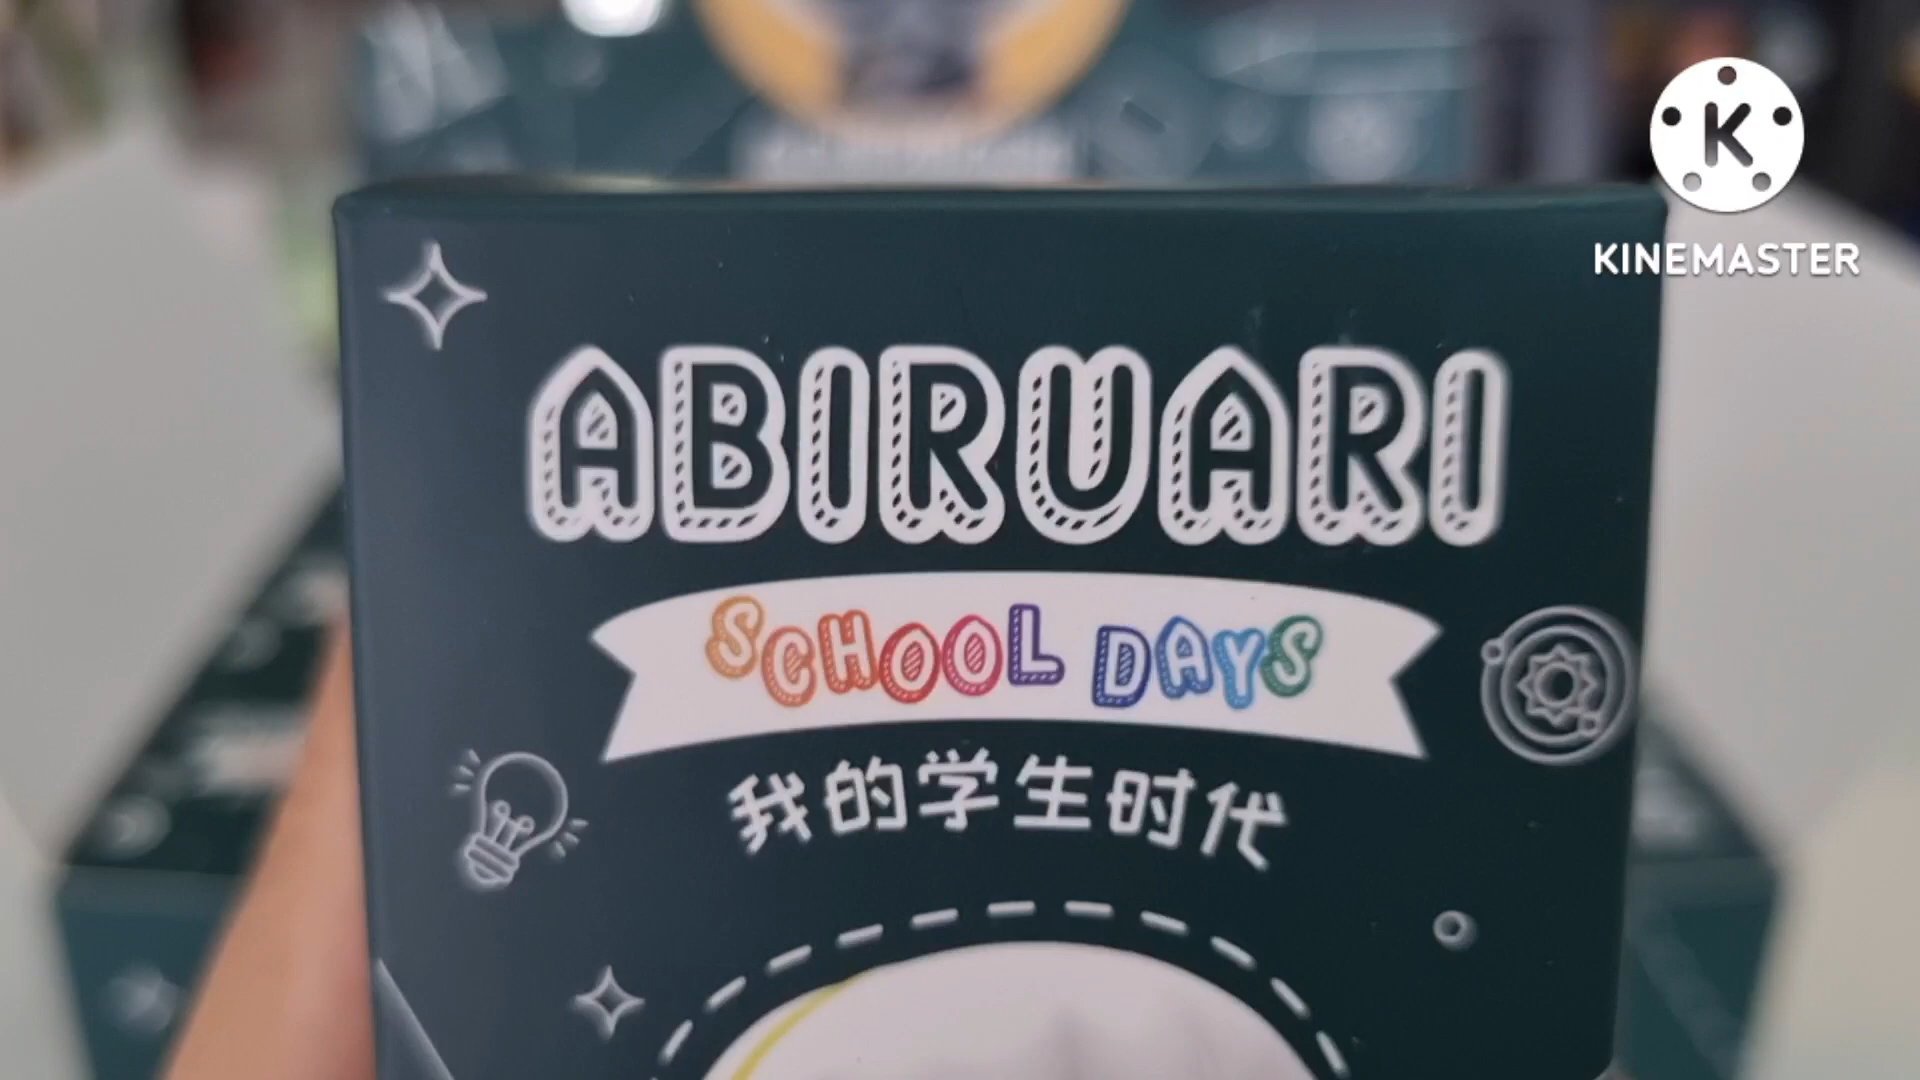 K
KINEMASTER
ABIRUARI
SCHOOL DAYS
我的学生时代